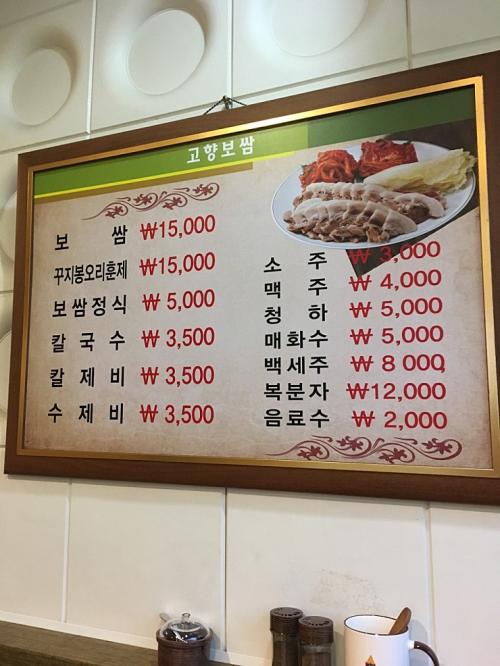 고향보쌈
보 쌈 ₩15,000
꾸지봉오리훈제 ₩15,000
보쌈정식 ₩ 5,000
칼국수 ₩ 3,500
칼제비 ₩ 3,500
수제비 ₩ 3,500
소 주 ₩ 3,000
맥 주 ₩ 4,000
청 하 ₩ 5,000
매화수 ₩ 5,000
백세주 ₩ 8 000
복분자 ₩12,000
음료수 ₩ 2,000